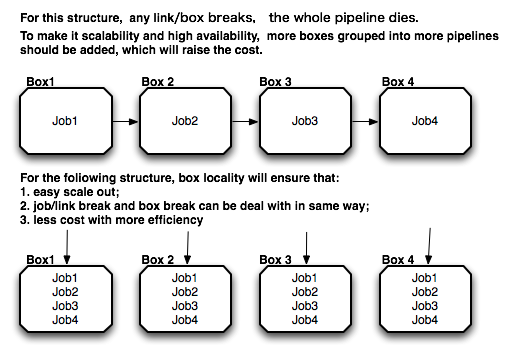 For this structure, any link/box breaks, the whole pipeline dies.
To make it scalability and high availability, more boxes grouped into more pipelines
should be added, which will raise the cost.
Box1 Box 2 Box 3 Box 4
Job1 Job2 Job3 Job4
For the following structure, box locality will ensure that:
1. easy scale out;
2. job/link break and box break can be deal with in same way;
3. less cost with more efficiency
Box1 Box 2 Box 3 Box 4
Job1 Job1 Job1 Job1
Job2 Job2 Job2 Job2
Job3 Job3 Job3 Job3
Job4 Job4 Job4 Job4